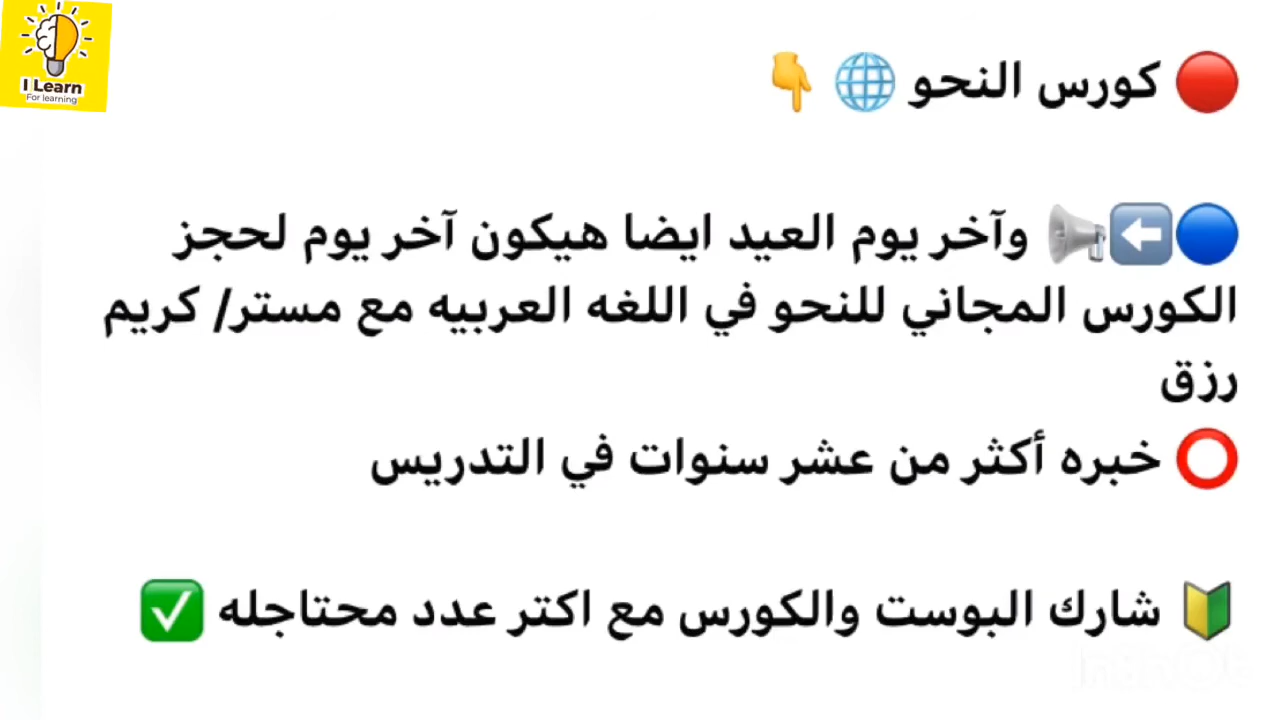 I Learn
For learning
🔴 كورس النحو 🌐 👇
🔵⬅️📢 وآخر يوم العيد ايضا هيكون آخر يوم لحجز
الكورس المجاني للنحو في اللغه العربيه مع مستر/ كريم
رزق
⭕ خبره أكثر من عشر سنوات في التدريس
🔰 شارك البوست والكورس مع اكتر عدد محتاجله ✅